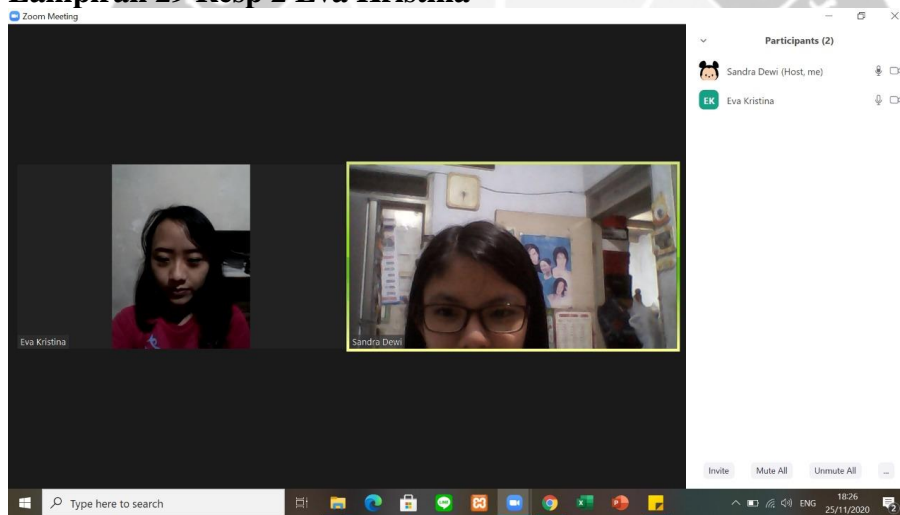 Lampiran 29 Resp 2 Eva Kristina
Zoom Meeting
Participants (2)
Sandra Dewi (Host, me)
EK Eva Kristina
Eva Kristina
Sandra Dewi
Invite Mute All Unmute All ...
Type here to search
ENG
18:26
25/11/2020
2